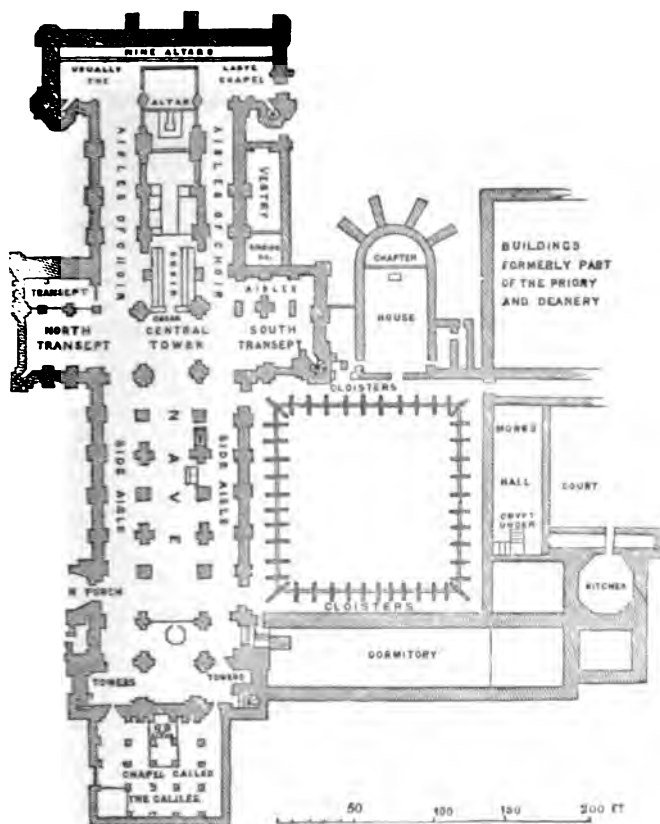 NINE ALTARS
USUALLY
THE
LADYE
CHAPEL
ALTAR
AISLES OF CHOIR
AISLES OF CHOIR
VESTRY
CHOIR
AISLES
TRANSEPT
NORTH
TRANSEPT
CENTRAL
TOWER
SOUTH
TRANSEPT
CHAPTER
HOUSE
BUILDINGS
FORMERLY PART
OF THE PRIORY
AND DEANERY
CLOISTERS
NAVE
SIDE AISLE
SIDE AISLE
MONKS
HALL
CRYPT
UNDER
COURT
KITCHEN
N PORCH
CLOISTERS
DORMITORY
TOWERS
TOWERS
CHAPEL CALLED
THE GALILEE
50 100 150 200 FT